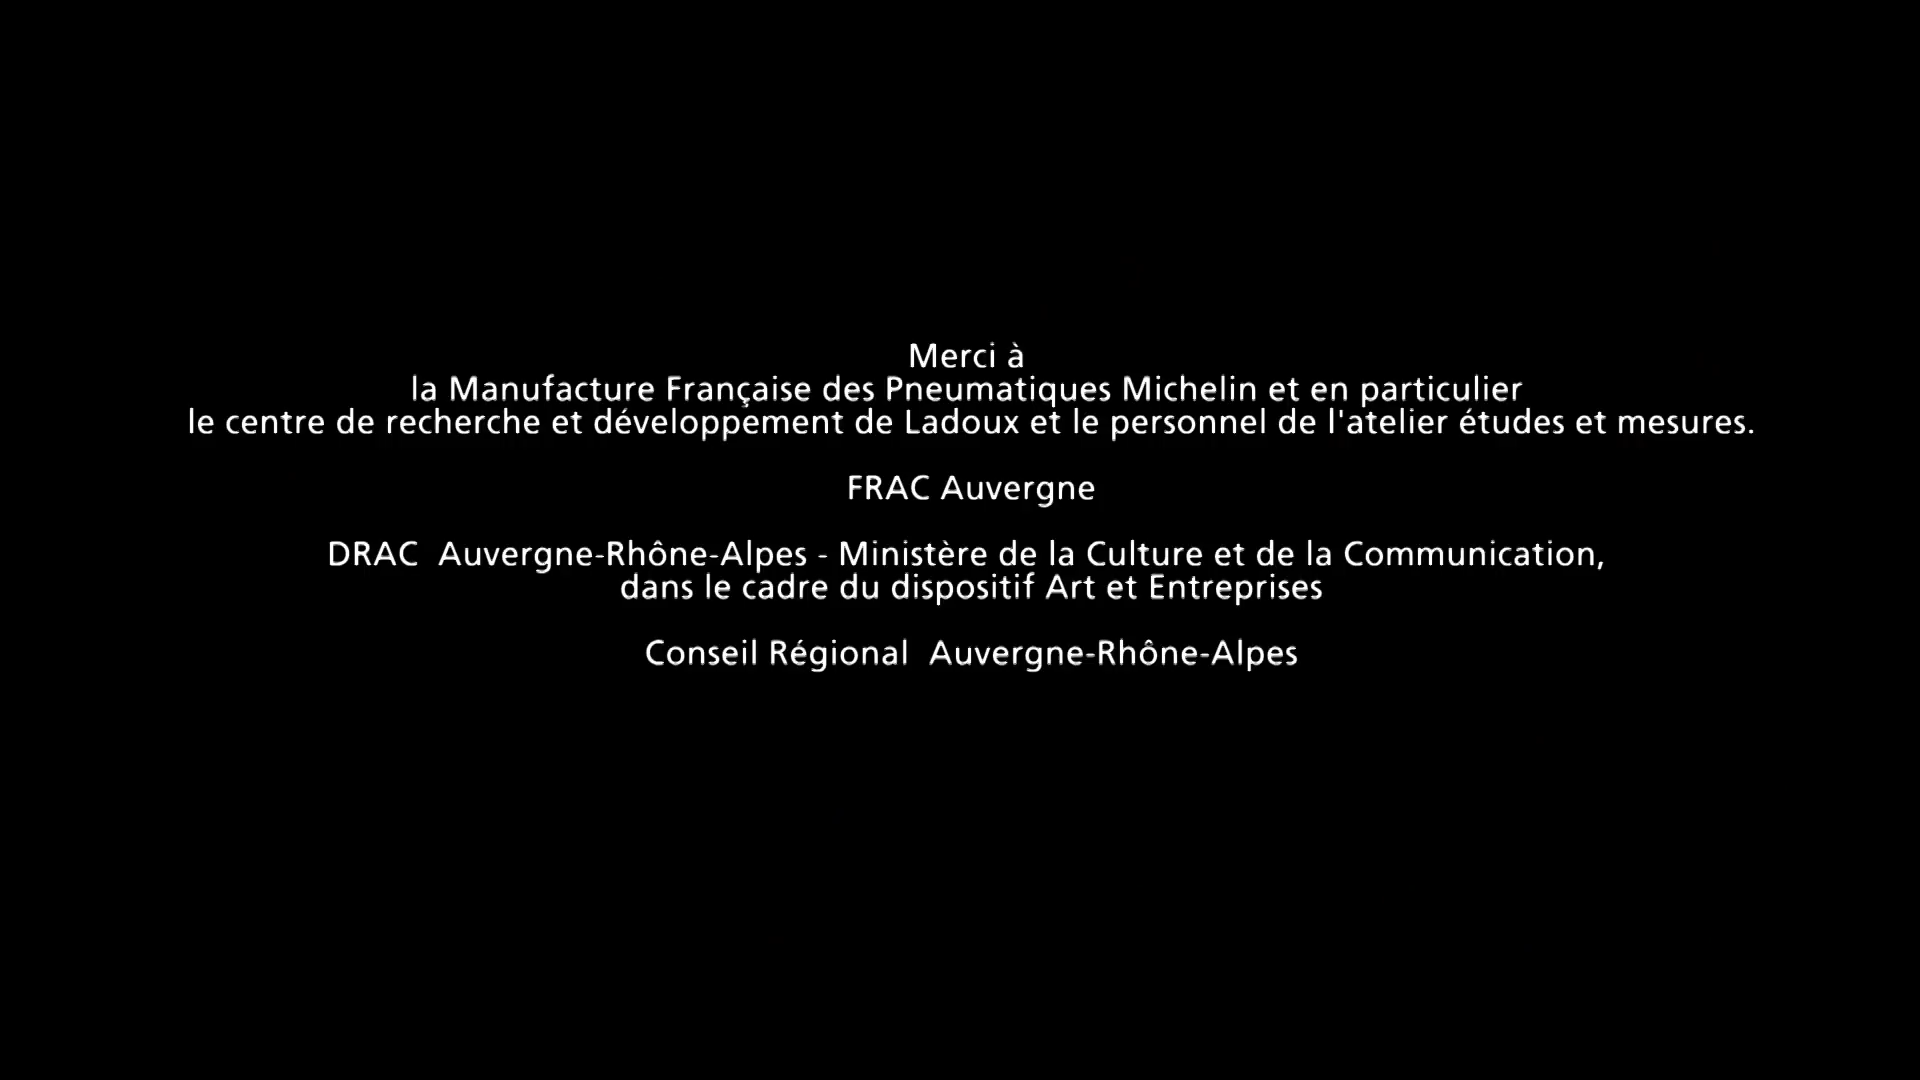 Merci à
la Manufacture Française des Pneumatiques Michelin et en particulier
le centre de recherche et développement de Ladoux et le personnel de l'atelier études et mesures.
FRAC Auvergne
DRAC  Auvergne-Rhône-Alpes - Ministère de la Culture et de la Communication,
dans le cadre du dispositif Art et Entreprises
Conseil Régional  Auvergne-Rhône-Alpes